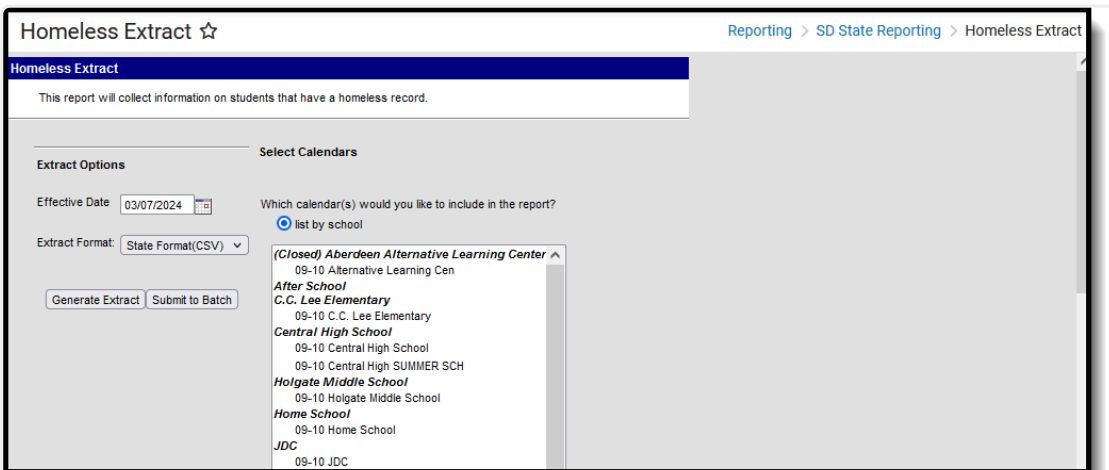 Homeless Extract ☆
Reporting > SD State Reporting > Homeless Extract
Homeless Extract
This report will collect information on students that have a homeless record.
Extract Options
Effective Date 03/07/2024
Extract Format: State Format(CSV)
Generate Extract Submit to Batch
Select Calendars
Which calendar(s) would you like to include in the report?
list by school
(Closed) Aberdeen Alternative Learning Center
09-10 Alternative Learning Cen
After School
C.C. Lee Elementary
09-10 C.C. Lee Elementary
Central High School
09-10 Central High School
09-10 Central High SUMMER SCH
Holgate Middle School
09-10 Holgate Middle School
Home School
09-10 Home School
JDC
09-10 JDC